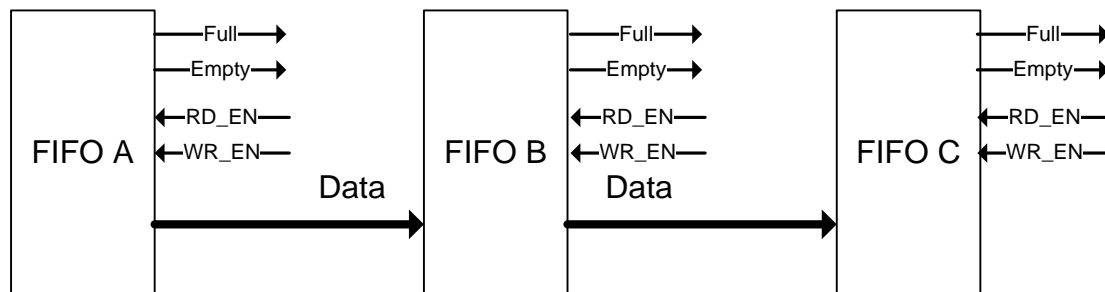 Full
Empty
RD_EN
WR_EN
FIFO A
Data
Full
Empty
RD_EN
WR_EN
FIFO B
Data
Full
Empty
RD_EN
WR_EN
FIFO C